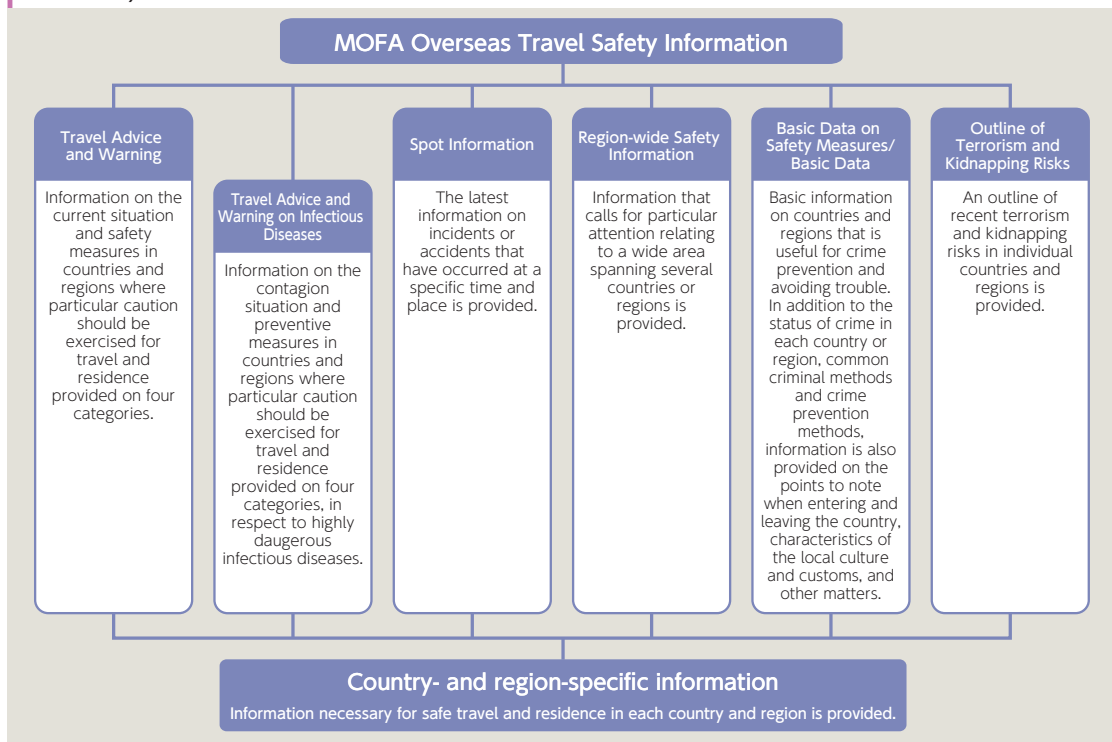 MOFA Overseas Travel Safety Information
Travel Advice
and Warning
Information on the
current situation
and safety
measures in
countries and
regions where
particular caution
should be
exercised for
travel and
residence
provided on four
categories.
Travel Advice and
Warning on Infectious
Diseases
Information on the
contagion
situation and
preventive
measures in
countries and
regions where
particular caution
should be
exercised for
travel and
residence
provided on four
categories, in
respect to highly
daugerous
infectious diseases.
Spot Information
The latest
information on
incidents or
accidents that
have occurred at a
specific time and
place is provided.
Region-wide Safety
Information
Information that
calls for particular
attention relating
to a wide area
spanning several
countries or
regions is
provided.
Basic Data on
Safety Measures/
Basic Data
Basic information
on countries and
regions that is
useful for crime
prevention and
avoiding trouble.
In addition to the
status of crime in
each country or
region, common
criminal methods
and crime
prevention
methods,
information is also
provided on the
points to note
when entering and
leaving the country,
characteristics of
the local culture
and customs, and
other matters.
Outline of
Terrorism and
Kidnapping Risks
An outline of
recent terrorism
and kidnapping
risks in individual
countries and
regions is
provided.
Country- and region-specific information
Information necessary for safe travel and residence in each country and region is provided.